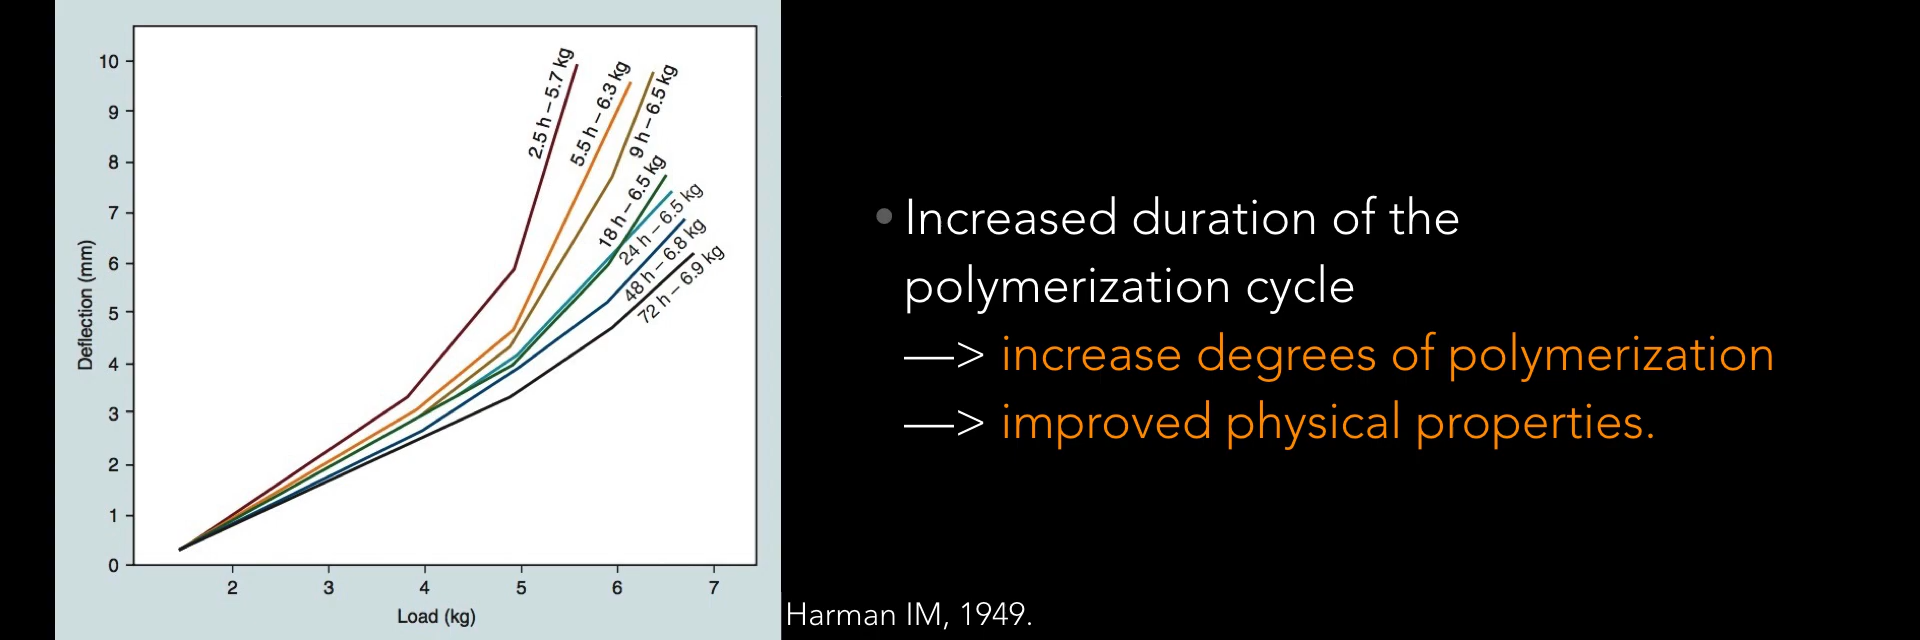 10
9
8
7
6
5
4
3
2
1
0
Deflection (mm)
2.5 h – 5.7 kg
5.5 h – 6.3 kg
9 h – 6.5 kg
18 h – 6.5 kg
24 h – 6.5 kg
48 h – 6.8 kg
72 h – 6.9 kg
2 3 4 5 6 7
Load (kg)
• Increased duration of the
polymerization cycle
—> increase degrees of polymerization
—> improved physical properties.
Harman IM, 1949.